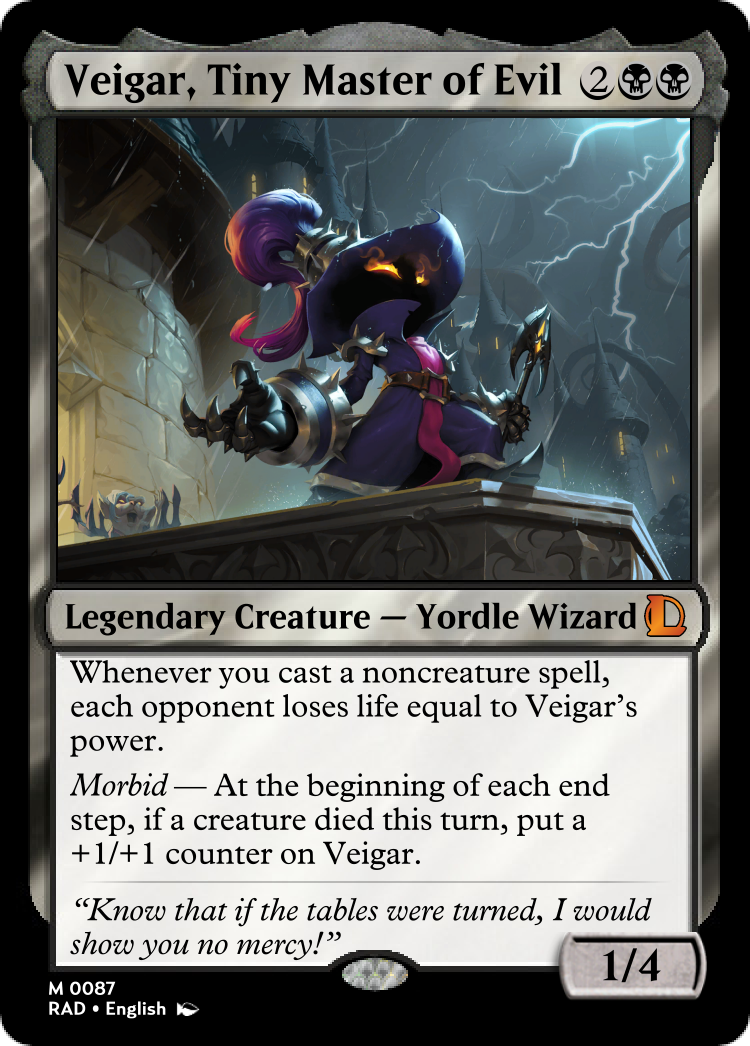 Veigar, Tiny Master of Evil 2
Legendary Creature — Yordle Wizard
Whenever you cast a noncreature spell,
each opponent loses life equal to Veigar’s
power.
Morbid — At the beginning of each end
step, if a creature died this turn, put a
+1/+1 counter on Veigar.
“Know that if the tables were turned, I would
show you no mercy!”
1/4
M 0087
RAD • English